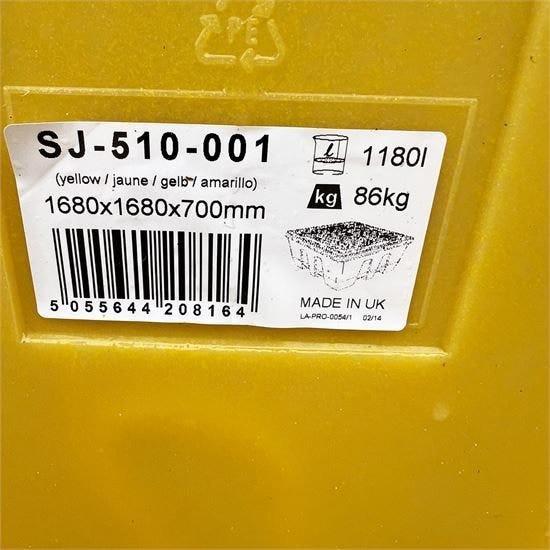 PE
SJ-510-001
(yellow / jaune / gelb / amarillo)
1680x1680x700mm
5 055644 208164
l 1180l
kg 86kg
MADE IN UK
LA-PRO-0054/1 02/14